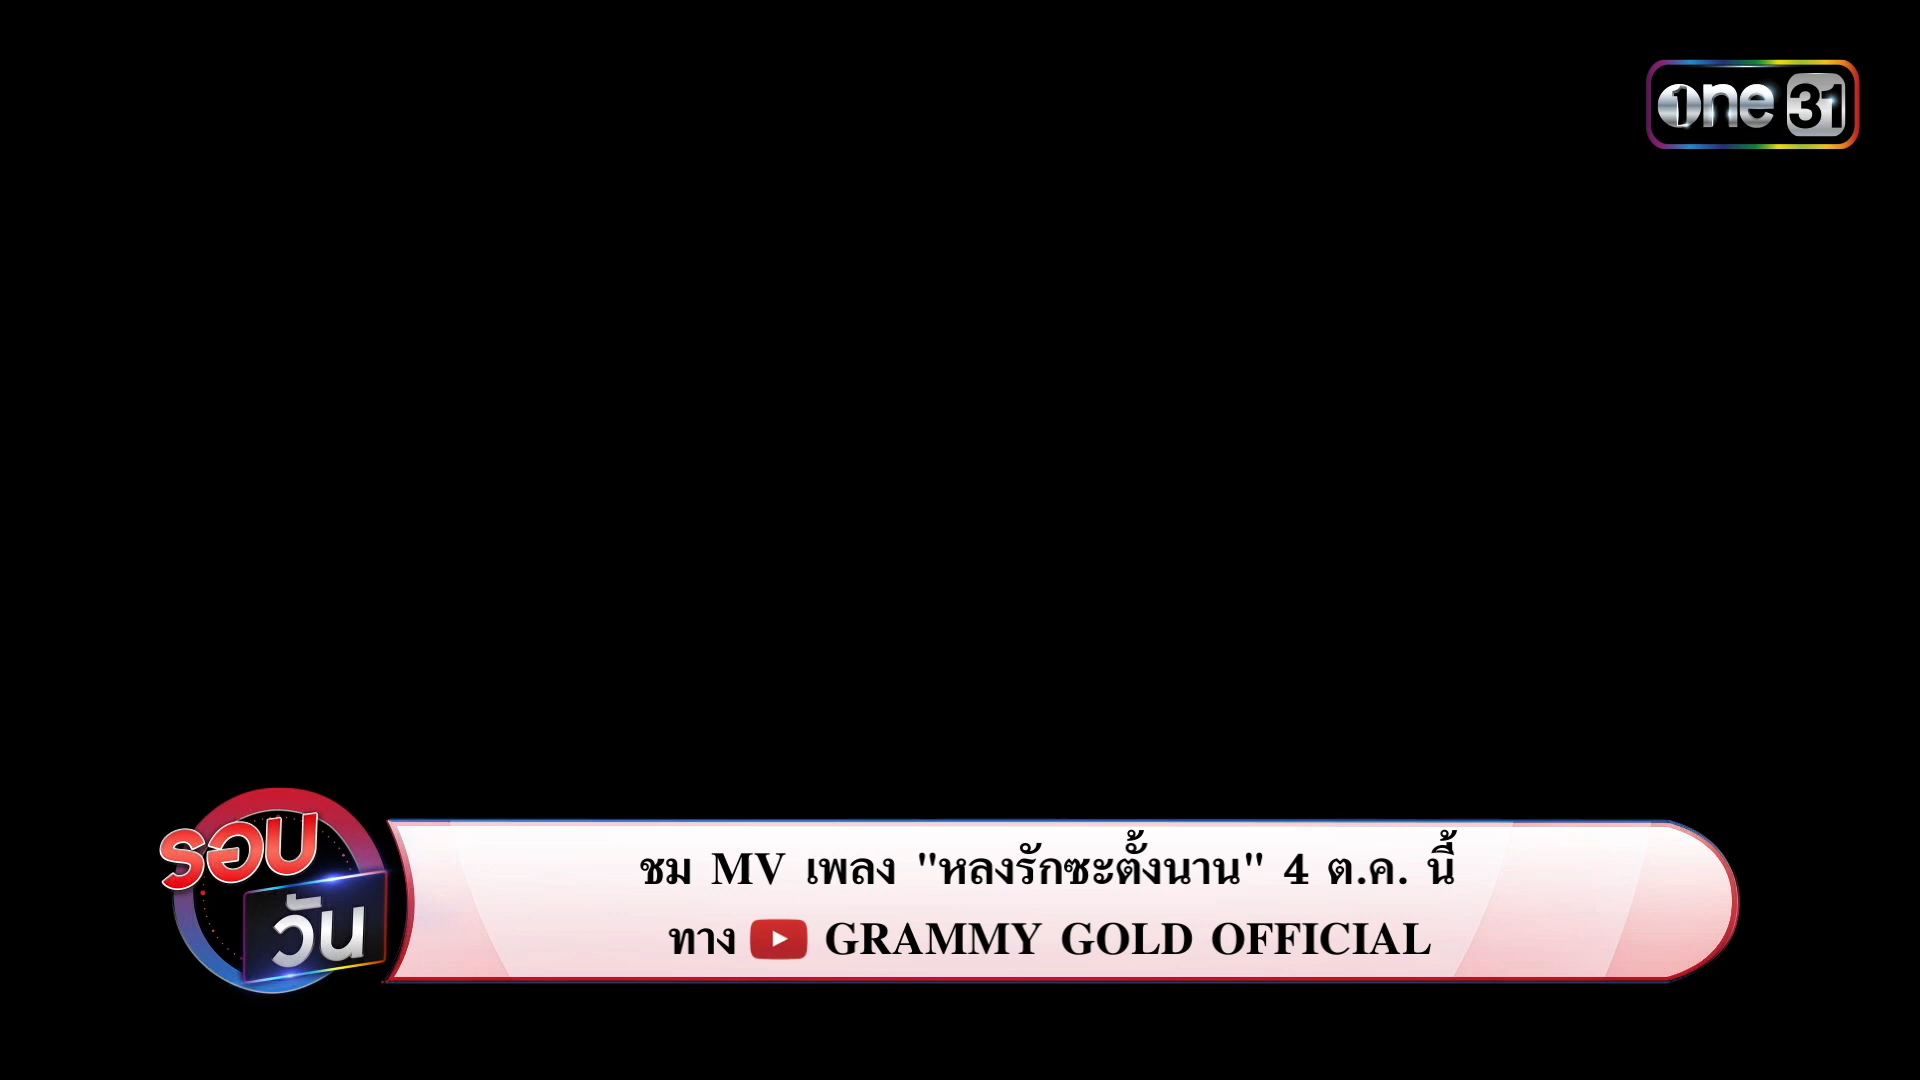 one 31
รอบ
วัน
ชม MV เพลง "หลงรักซะตั้งนาน" 4 ต.ค. นี้
ทาง GRAMMY GOLD OFFICIAL